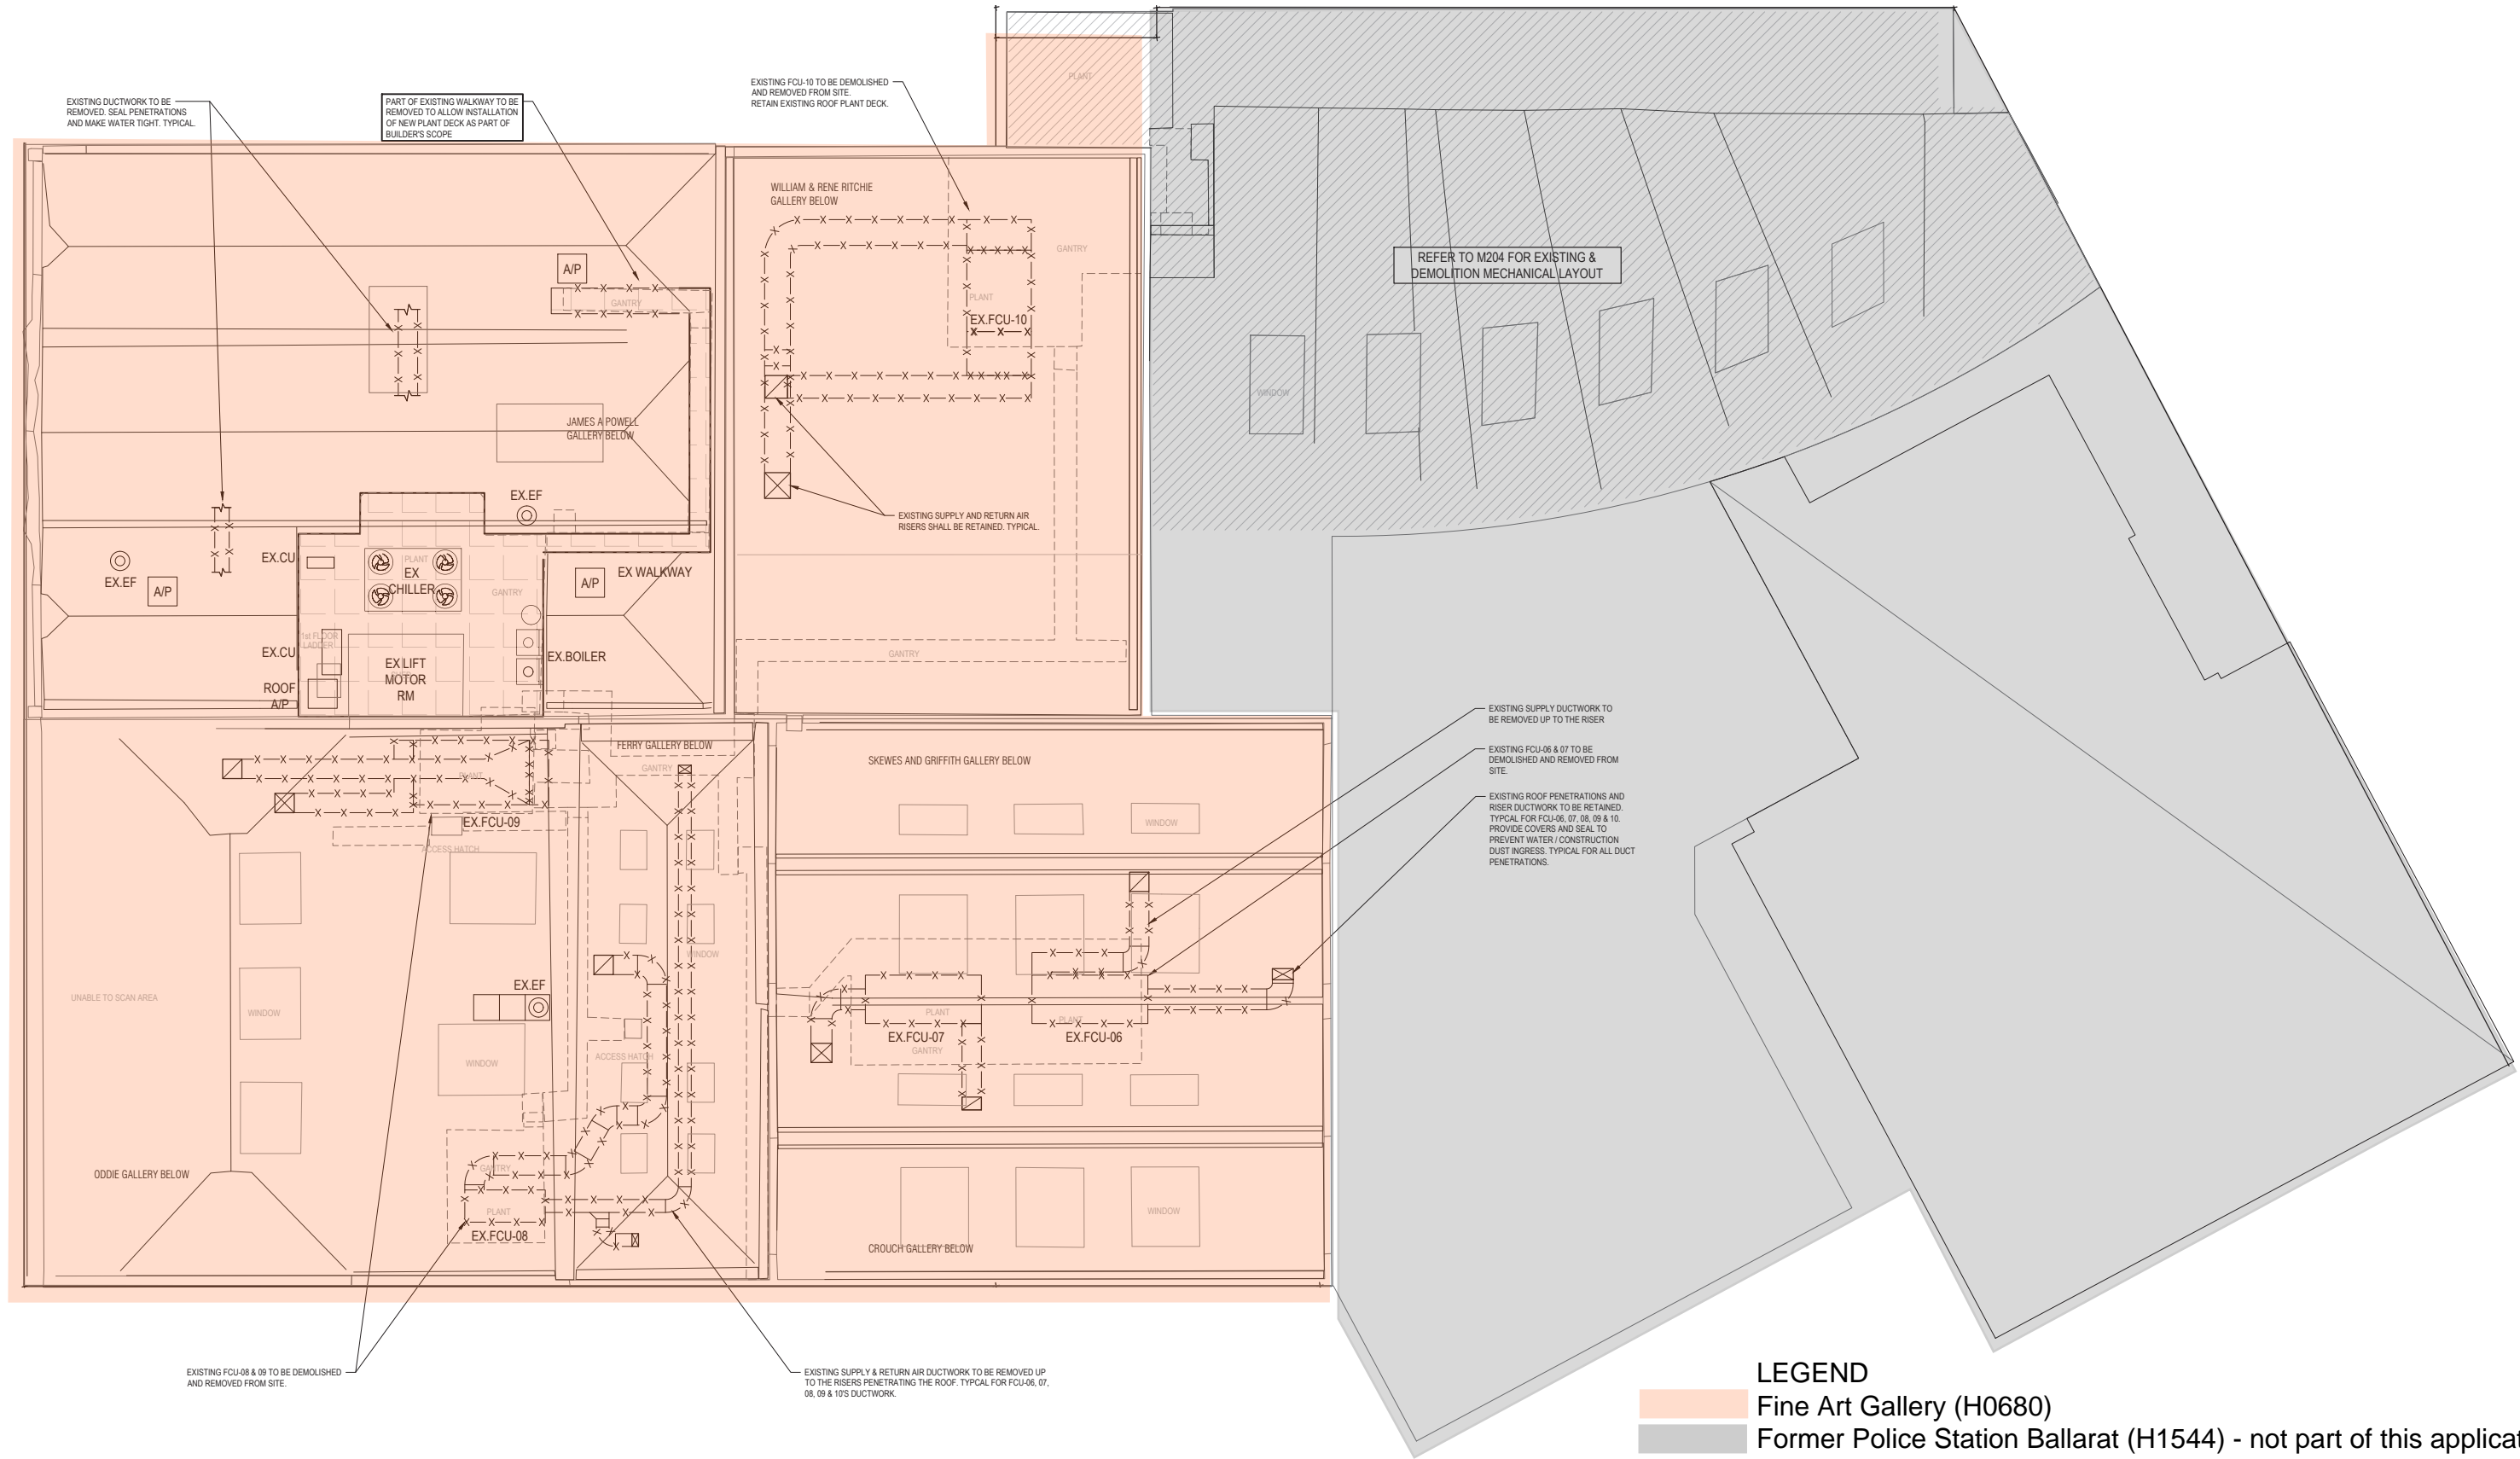 EXISTING DUCTWORK TO BE
REMOVED. SEAL PENETRATIONS
AND MAKE WATER TIGHT. TYPICAL.
PART OF EXISTING WALKWAY TO BE
REMOVED TO ALLOW INSTALLATION
OF NEW PLANT DECK AS PART OF
BUILDER'S SCOPE
EXISTING FCU-10 TO BE DEMOLISHED
AND REMOVED FROM SITE.
RETAIN EXISTING ROOF PLANT DECK.
PLANT
WILLIAM & RENE RITCHIE
GALLERY BELOW
GANTRY
REFER TO M204 FOR EXISTING &
DEMOLITION MECHANICAL LAYOUT
A/P
GANTRY
PLANT
EX.FCU-10
WINDOW
JAMES A POWELL
GALLERY BELOW
EX.EF
EXISTING SUPPLY AND RETURN AIR
RISERS SHALL BE RETAINED. TYPICAL.
EX.CU
PLANT
EX
CHILLER
EX.EF
A/P
GANTRY
A/P
EX WALKWAY
1st FLOOR
LADDER
EX.CU
EX LIFT
MOTOR
RM
EX.BOILER
GANTRY
ROOF
A/P
EXISTING SUPPLY DUCTWORK TO
BE REMOVED UP TO THE RISER
FERRY GALLERY BELOW
GANTRY
SKEWES AND GRIFFITH GALLERY BELOW
EXISTING FCU-06 & 07 TO BE
DEMOLISHED AND REMOVED FROM
SITE.
PLANT
EX.FCU-09
ACCESS HATCH
WINDOW
EXISTING ROOF PENETRATIONS AND
RISER DUCTWORK TO BE RETAINED.
TYPCAL FOR FCU-06, 07, 08, 09 & 10.
PROVIDE COVERS AND SEAL TO
PREVENT WATER / CONSTRUCTION
DUST INGRESS. TYPICAL FOR ALL DUCT
PENETRATIONS.
WINDOW
UNABLE TO SCAN AREA
WINDOW
EX.EF
PLANT
PLANT
EX.FCU-07
EX.FCU-06
GANTRY
WINDOW
ACCESS HATCH
ODDIE GALLERY BELOW
GANTRY
PLANT
EX.FCU-08
WINDOW
CROUCH GALLERY BELOW
EXISTING FCU-08 & 09 TO BE DEMOLISHED
AND REMOVED FROM SITE.
EXISTING SUPPLY & RETURN AIR DUCTWORK TO BE REMOVED UP
TO THE RISERS PENETRATING THE ROOF. TYPCAL FOR FCU-06, 07,
08, 09 & 10'S DUCTWORK.
LEGEND
Fine Art Gallery (H0680)
Former Police Station Ballarat (H1544) - not part of this applicat